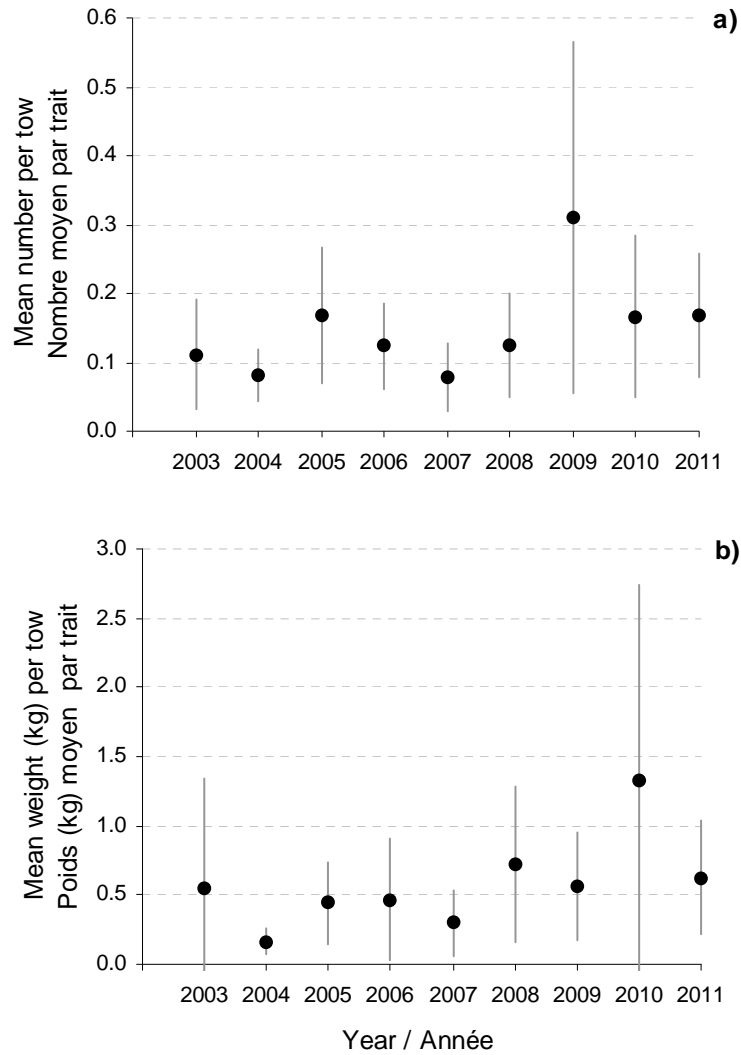 a)
Mean number per tow
Nombre moyen par trait
0.6
0.5
0.4
0.3
0.2
0.1
0.0
2003 2004 2005 2006 2007 2008 2009 2010 2011
b)
Mean weight (kg) per tow
Poids (kg) moyen par trait
3.0
2.5
2.0
1.5
1.0
0.5
0.0
2003 2004 2005 2006 2007 2008 2009 2010 2011
Year / Année